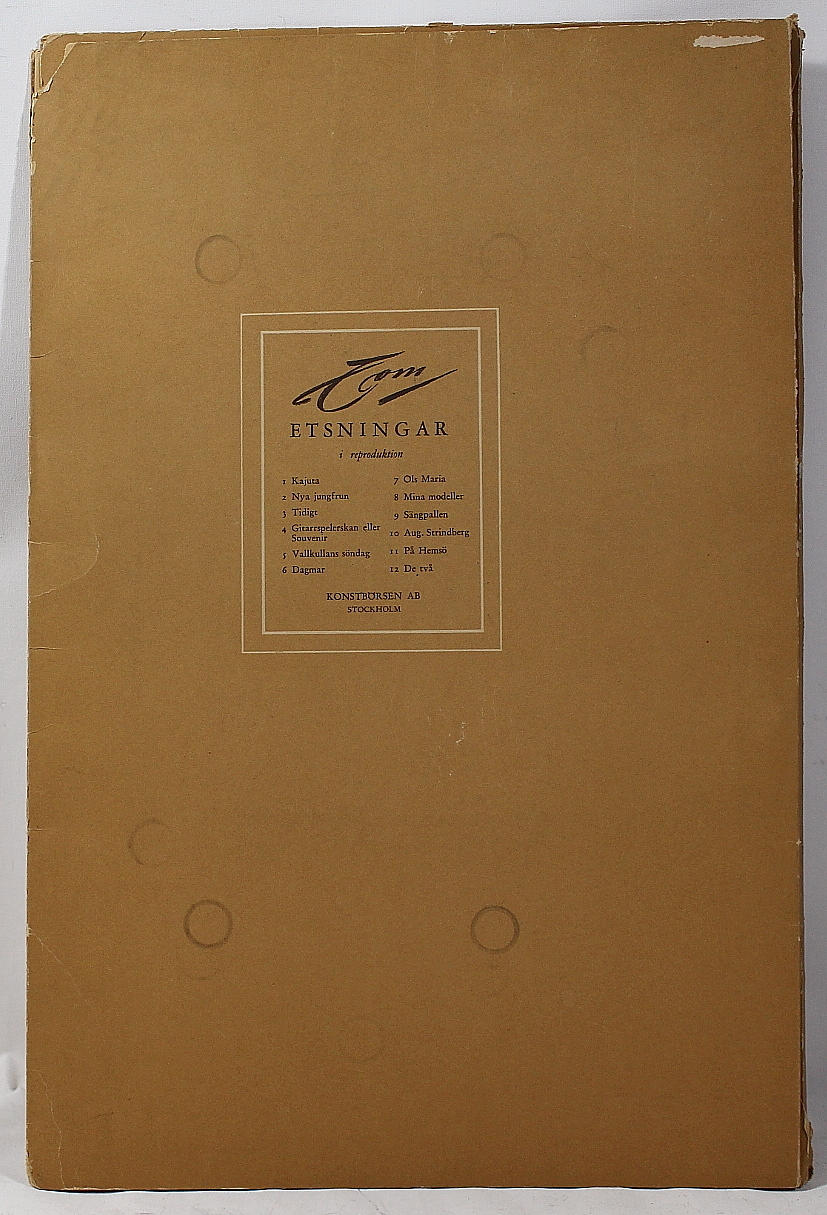 Zorn
ETSNINGAR
i reproduktion
1 Kajuta
2 Nya jungfrun
3 Tidigt
4 Gitarrspelerskan eller
Souvenir
5 Vallkullans söndag
6 Dagmar
7 Ols Maria
8 Mina modeller
9 Sängpallen
10 Aug. Strindberg
11 På Hemsö
12 De två
KONSTBÖRSEN AB
STOCKHOLM